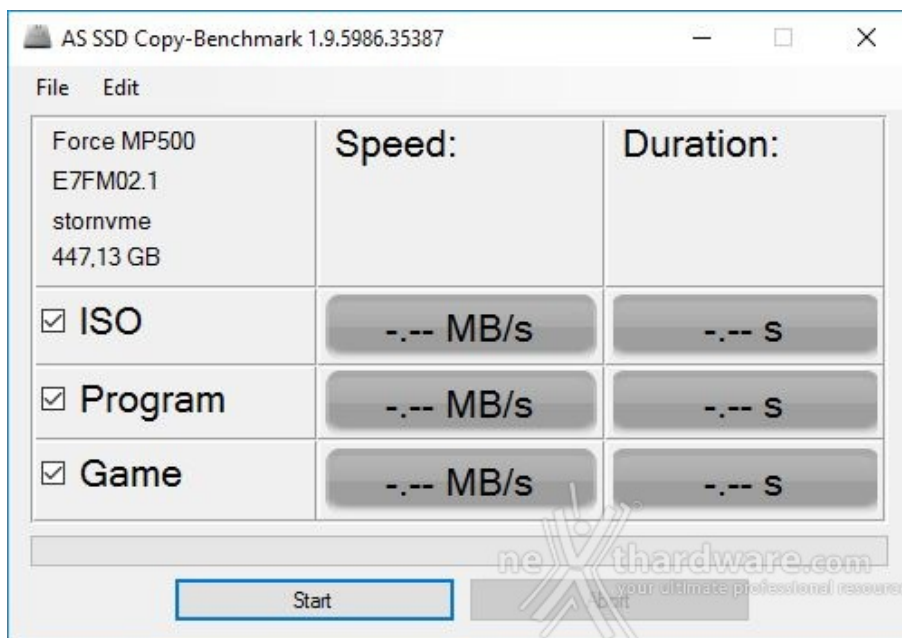 AS SSD Copy-Benchmark 1.9.5986.35387
File Edit
Force MP500
E7FM02.1
stornvme
447,13 GB
Speed:
Duration:
ISO
-.-- MB/s
-.-- s
Program
-.-- MB/s
-.-- s
Game
-.-- MB/s
-.-- s
nexthardware.com
your ultimate professional resource
Start
Abort